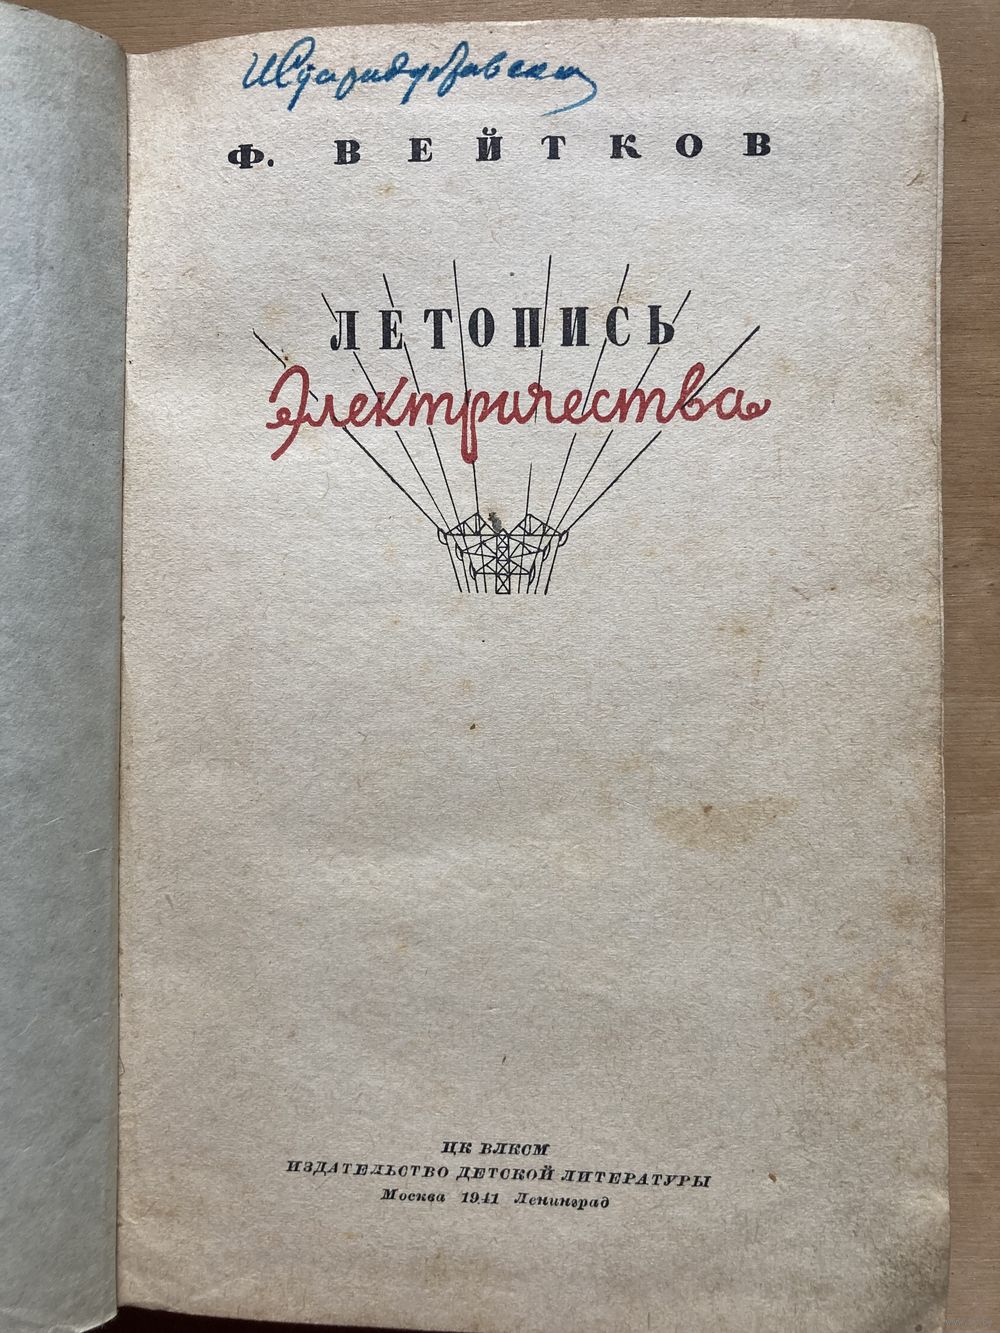 Ф. ВЕЙТКОВ
ЛЕТОПИСЬ
Электричества
ЦК ВЛКСМ
ИЗДАТЕЛЬСТВО ДЕТСКОЙ ЛИТЕРАТУРЫ
Москва 1941 Ленинград